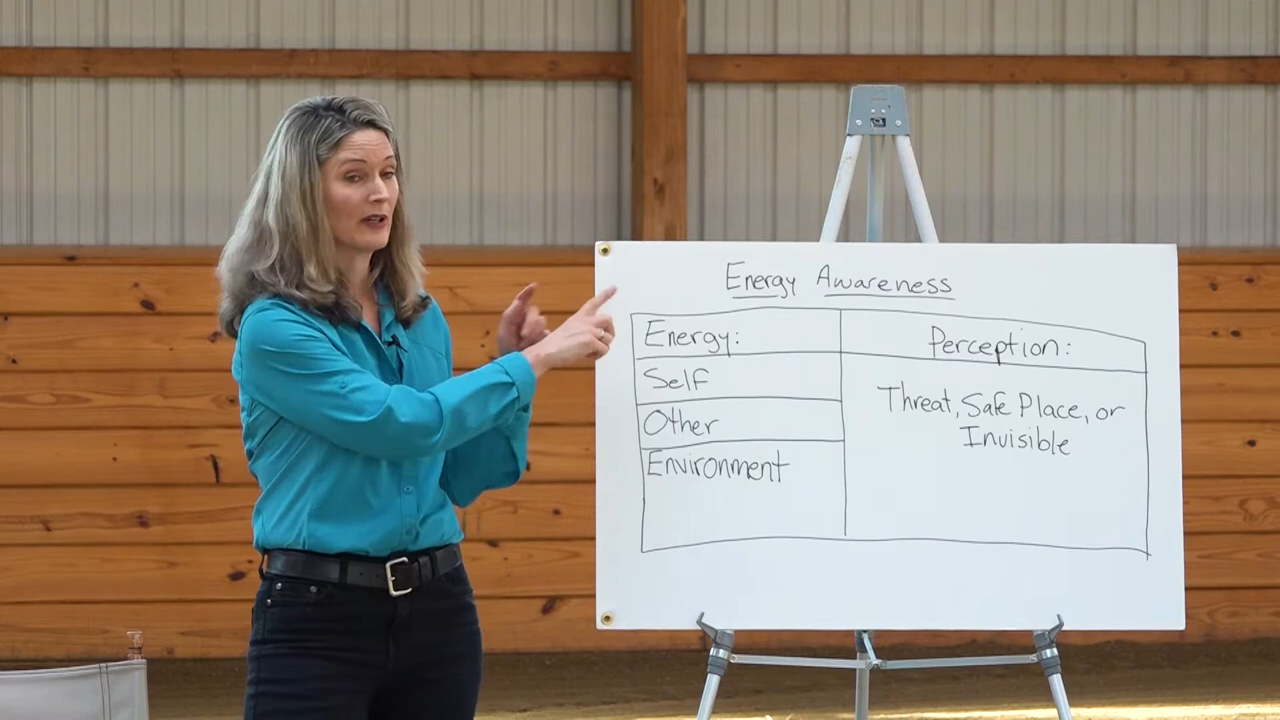 Energy Awareness
Energy:
Perception:
Self
Other
Environment
Threat, Safe Place, or
Invisible